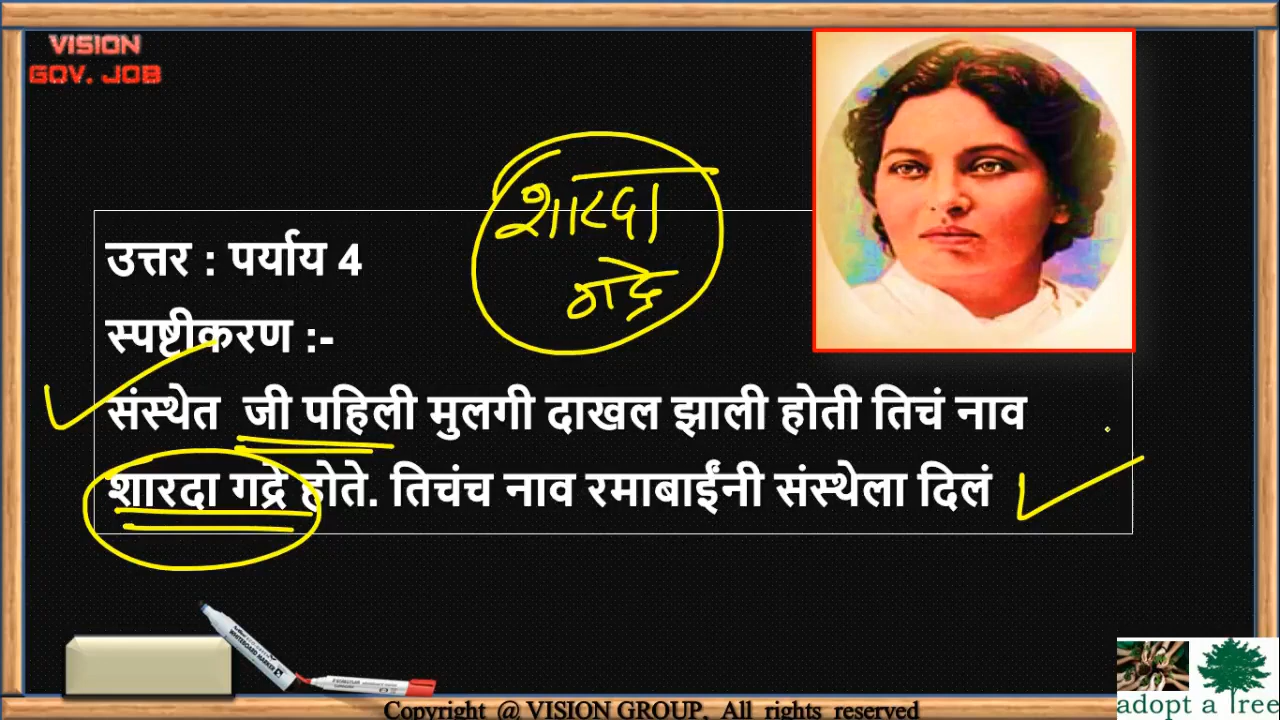 VISION
GOV. JOB
शारदा
गद्रे
उत्तर : पर्याय 4
स्पष्टीकरण :-
संस्थेत जी पहिली मुलगी दाखल झाली होती तिचं नाव
शारदा गद्रे होते. तिचंच नाव रमाबाईंनी संस्थेला दिलं
adopt a Tree
Copyright @ VISION GROUP, All rights reserved